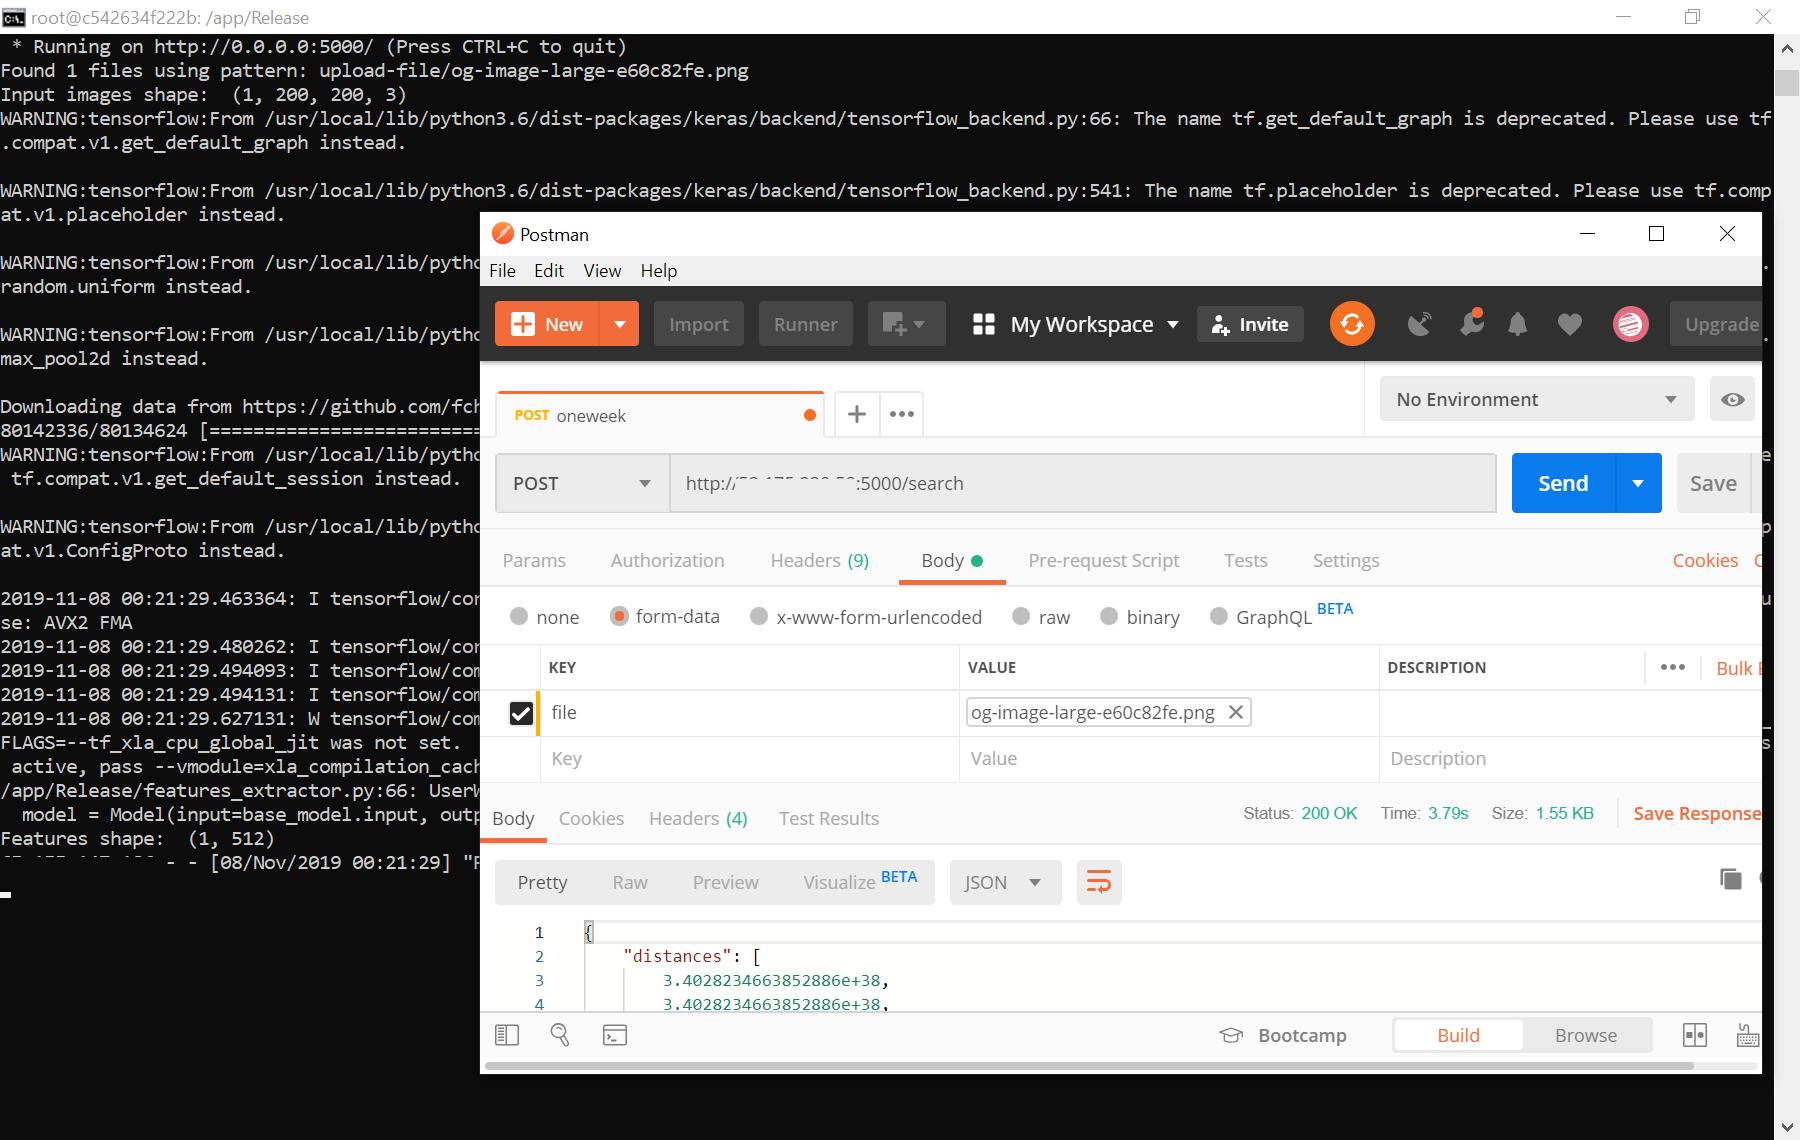 root@c542634f222b: /app/Release
* Running on http://0.0.0.0:5000/ (Press CTRL+C to quit)
Found 1 files using pattern: upload-file/og-image-large-e60c82fe.png
Input images shape:  (1, 200, 200, 3)
WARNING:tensorflow:From /usr/local/lib/python3.6/dist-packages/keras/backend/tensorflow_backend.py:66: The name tf.get_default_graph is deprecated. Please use tf
.compat.v1.get_default_graph instead.
WARNING:tensorflow:From /usr/local/lib/python3.6/dist-packages/keras/backend/tensorflow_backend.py:541: The name tf.placeholder is deprecated. Please use tf.comp
at.v1.placeholder instead.
WARNING:tensorflow:From /usr/local/lib/pytho
random.uniform instead.
WARNING:tensorflow:From /usr/local/lib/pytho
max_pool2d instead.
Downloading data from https://github.com/fch
80142336/80134624 [=========================
WARNING:tensorflow:From /usr/local/lib/pytho
tf.compat.v1.get_default_session instead.
WARNING:tensorflow:From /usr/local/lib/pytho
at.v1.ConfigProto instead.
2019-11-08 00:21:29.463364: I tensorflow/cor
se: AVX2 FMA
2019-11-08 00:21:29.480262: I tensorflow/cor
2019-11-08 00:21:29.494093: I tensorflow/com
2019-11-08 00:21:29.494131: I tensorflow/com
2019-11-08 00:21:29.627131: W tensorflow/com
FLAGS=--tf_xla_cpu_global_jit was not set.
active, pass --vmodule=xla_compilation_cach
/app/Release/features_extractor.py:66: UserW
model = Model(input=base_model.input, outp
Features shape:  (1, 512)
- - [08/Nov/2019 00:21:29] "P
Postman
File Edit View Help
New Import Runner My Workspace Invite Upgrade
POST oneweek
No Environment
POST http:// :5000/search Send Save
Params Authorization Headers (9) Body Pre-request Script Tests Settings Cookies
none form-data x-www-form-urlencoded raw binary GraphQL BETA
KEY VALUE DESCRIPTION Bulk
file og-image-large-e60c82fe.png
Key Value Description
Body Cookies Headers (4) Test Results Status: 200 OK Time: 3.79s Size: 1.55 KB Save Response
Pretty Raw Preview Visualize BETA JSON
1 {
2 "distances": [
3 3.4028234663852886e+38,
4 3.4028234663852886e+38,
Bootcamp Build Browse